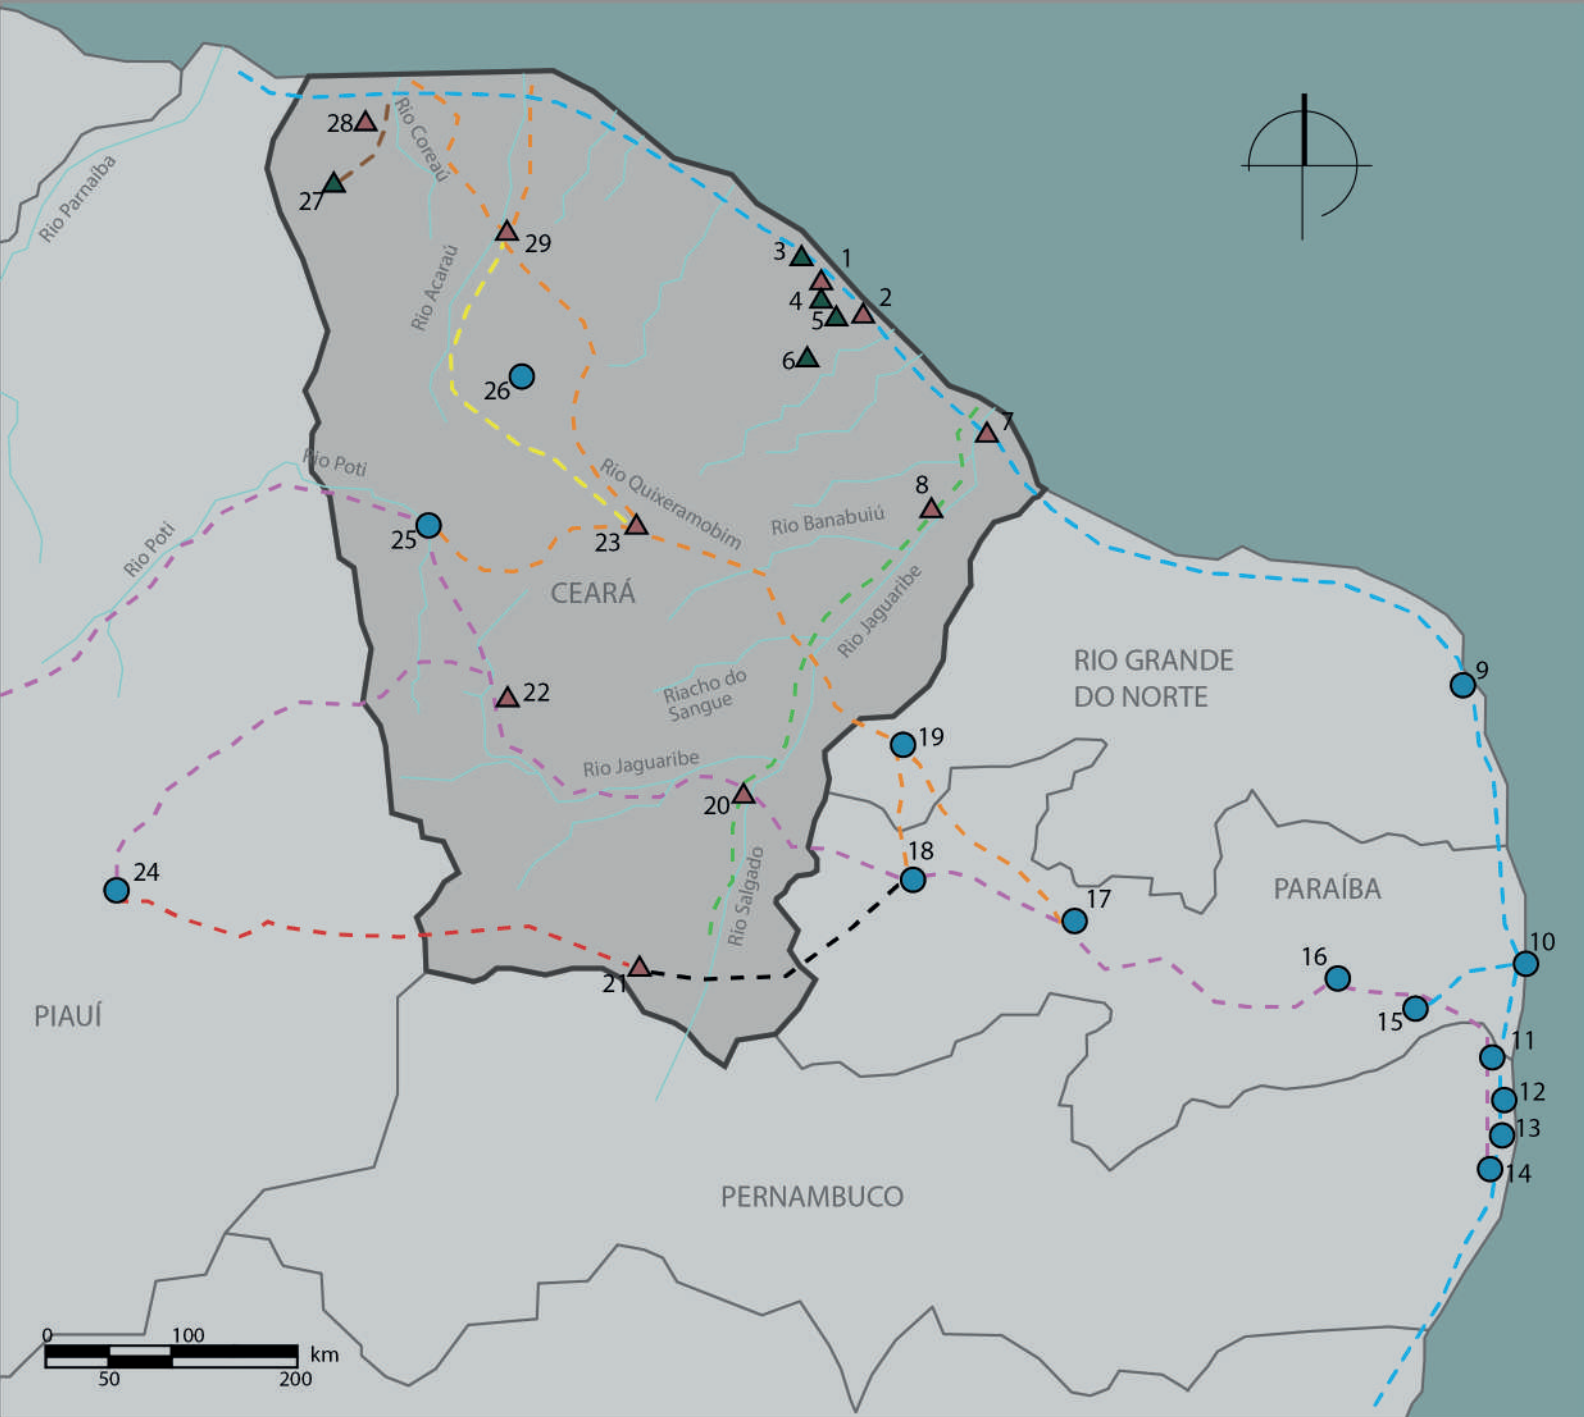 28
Rio Coreaú
27
Rio Parnaíba
29
Rio Acaraú
3
1
4
2
5
6
26
7
Rio Poti
8
Rio Quixeramobim
Rio Banabuiú
25
23
Rio Poti
CEARÁ
Rio Jaguaribe
RIO GRANDE
DO NORTE
9
22
Riacho do
Sangue
19
Rio Jaguaribe
20
18
24
Rio Salgado
PARAÍBA
17
10
16
21
15
PIAUÍ
11
12
13
14
PERNAMBUCO
0
100
km
50
200